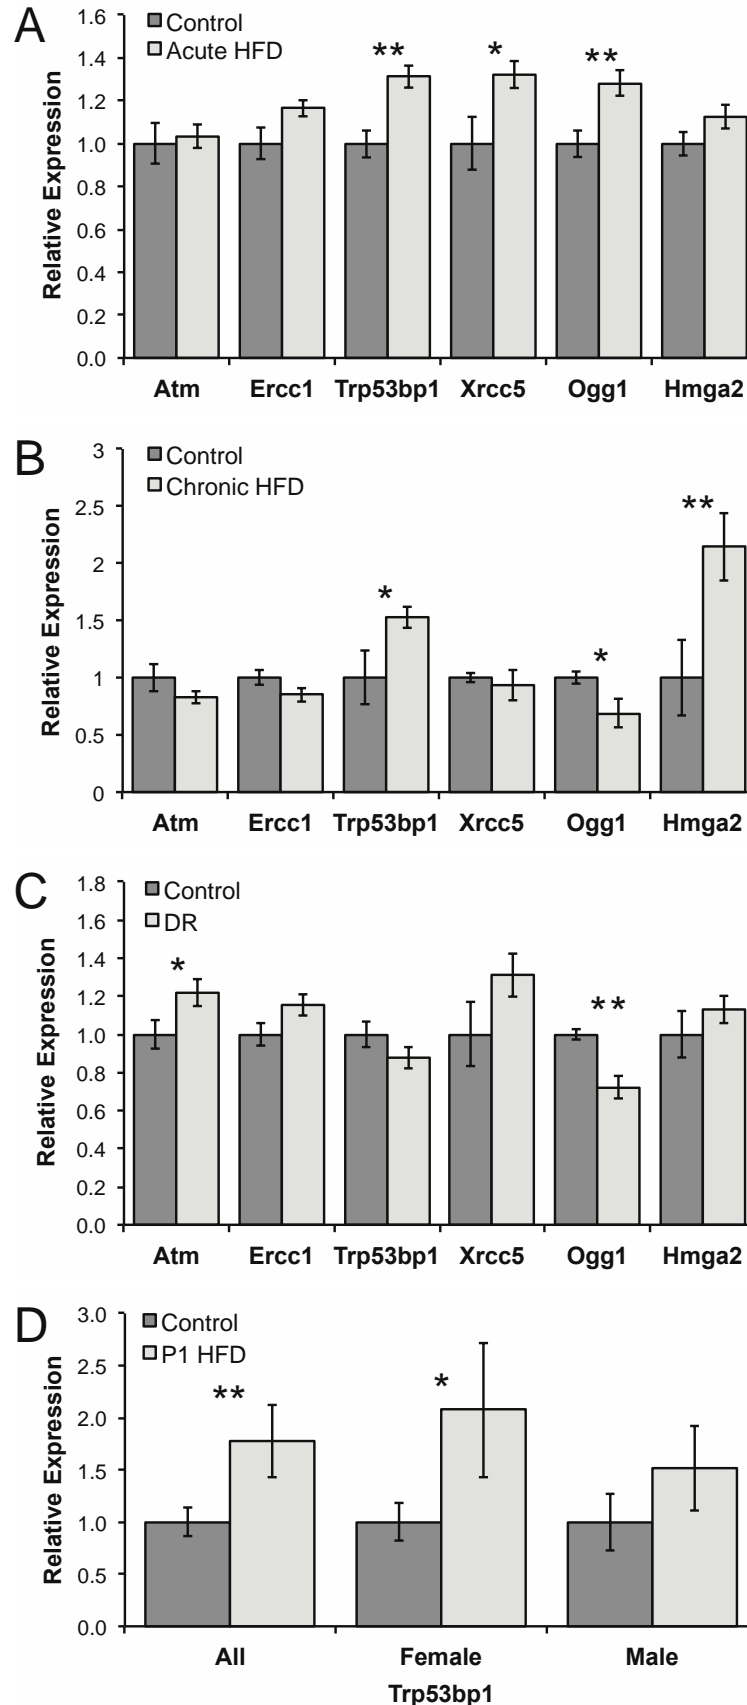 A
Control
Acute HFD
Relative Expression
1.6
1.4
1.2
1.0
0.8
0.6
0.4
0.2
0.0
** * **
Atm Ercc1 Trp53bp1 Xrcc5 Ogg1 Hmga2
B
Control
Chronic HFD
Relative Expression
3
2.5
2
1.5
1
0.5
0
* * **
Atm Ercc1 Trp53bp1 Xrcc5 Ogg1 Hmga2
C
Control
DR
Relative Expression
1.8
1.6
1.4
1.2
1.0
0.8
0.6
0.4
0.2
0.0
* **
Atm Ercc1 Trp53bp1 Xrcc5 Ogg1 Hmga2
D
Control
P1 HFD
Relative Expression
3.0
2.5
2.0
1.5
1.0
0.5
0.0
** *
All Female Male
Trp53bp1